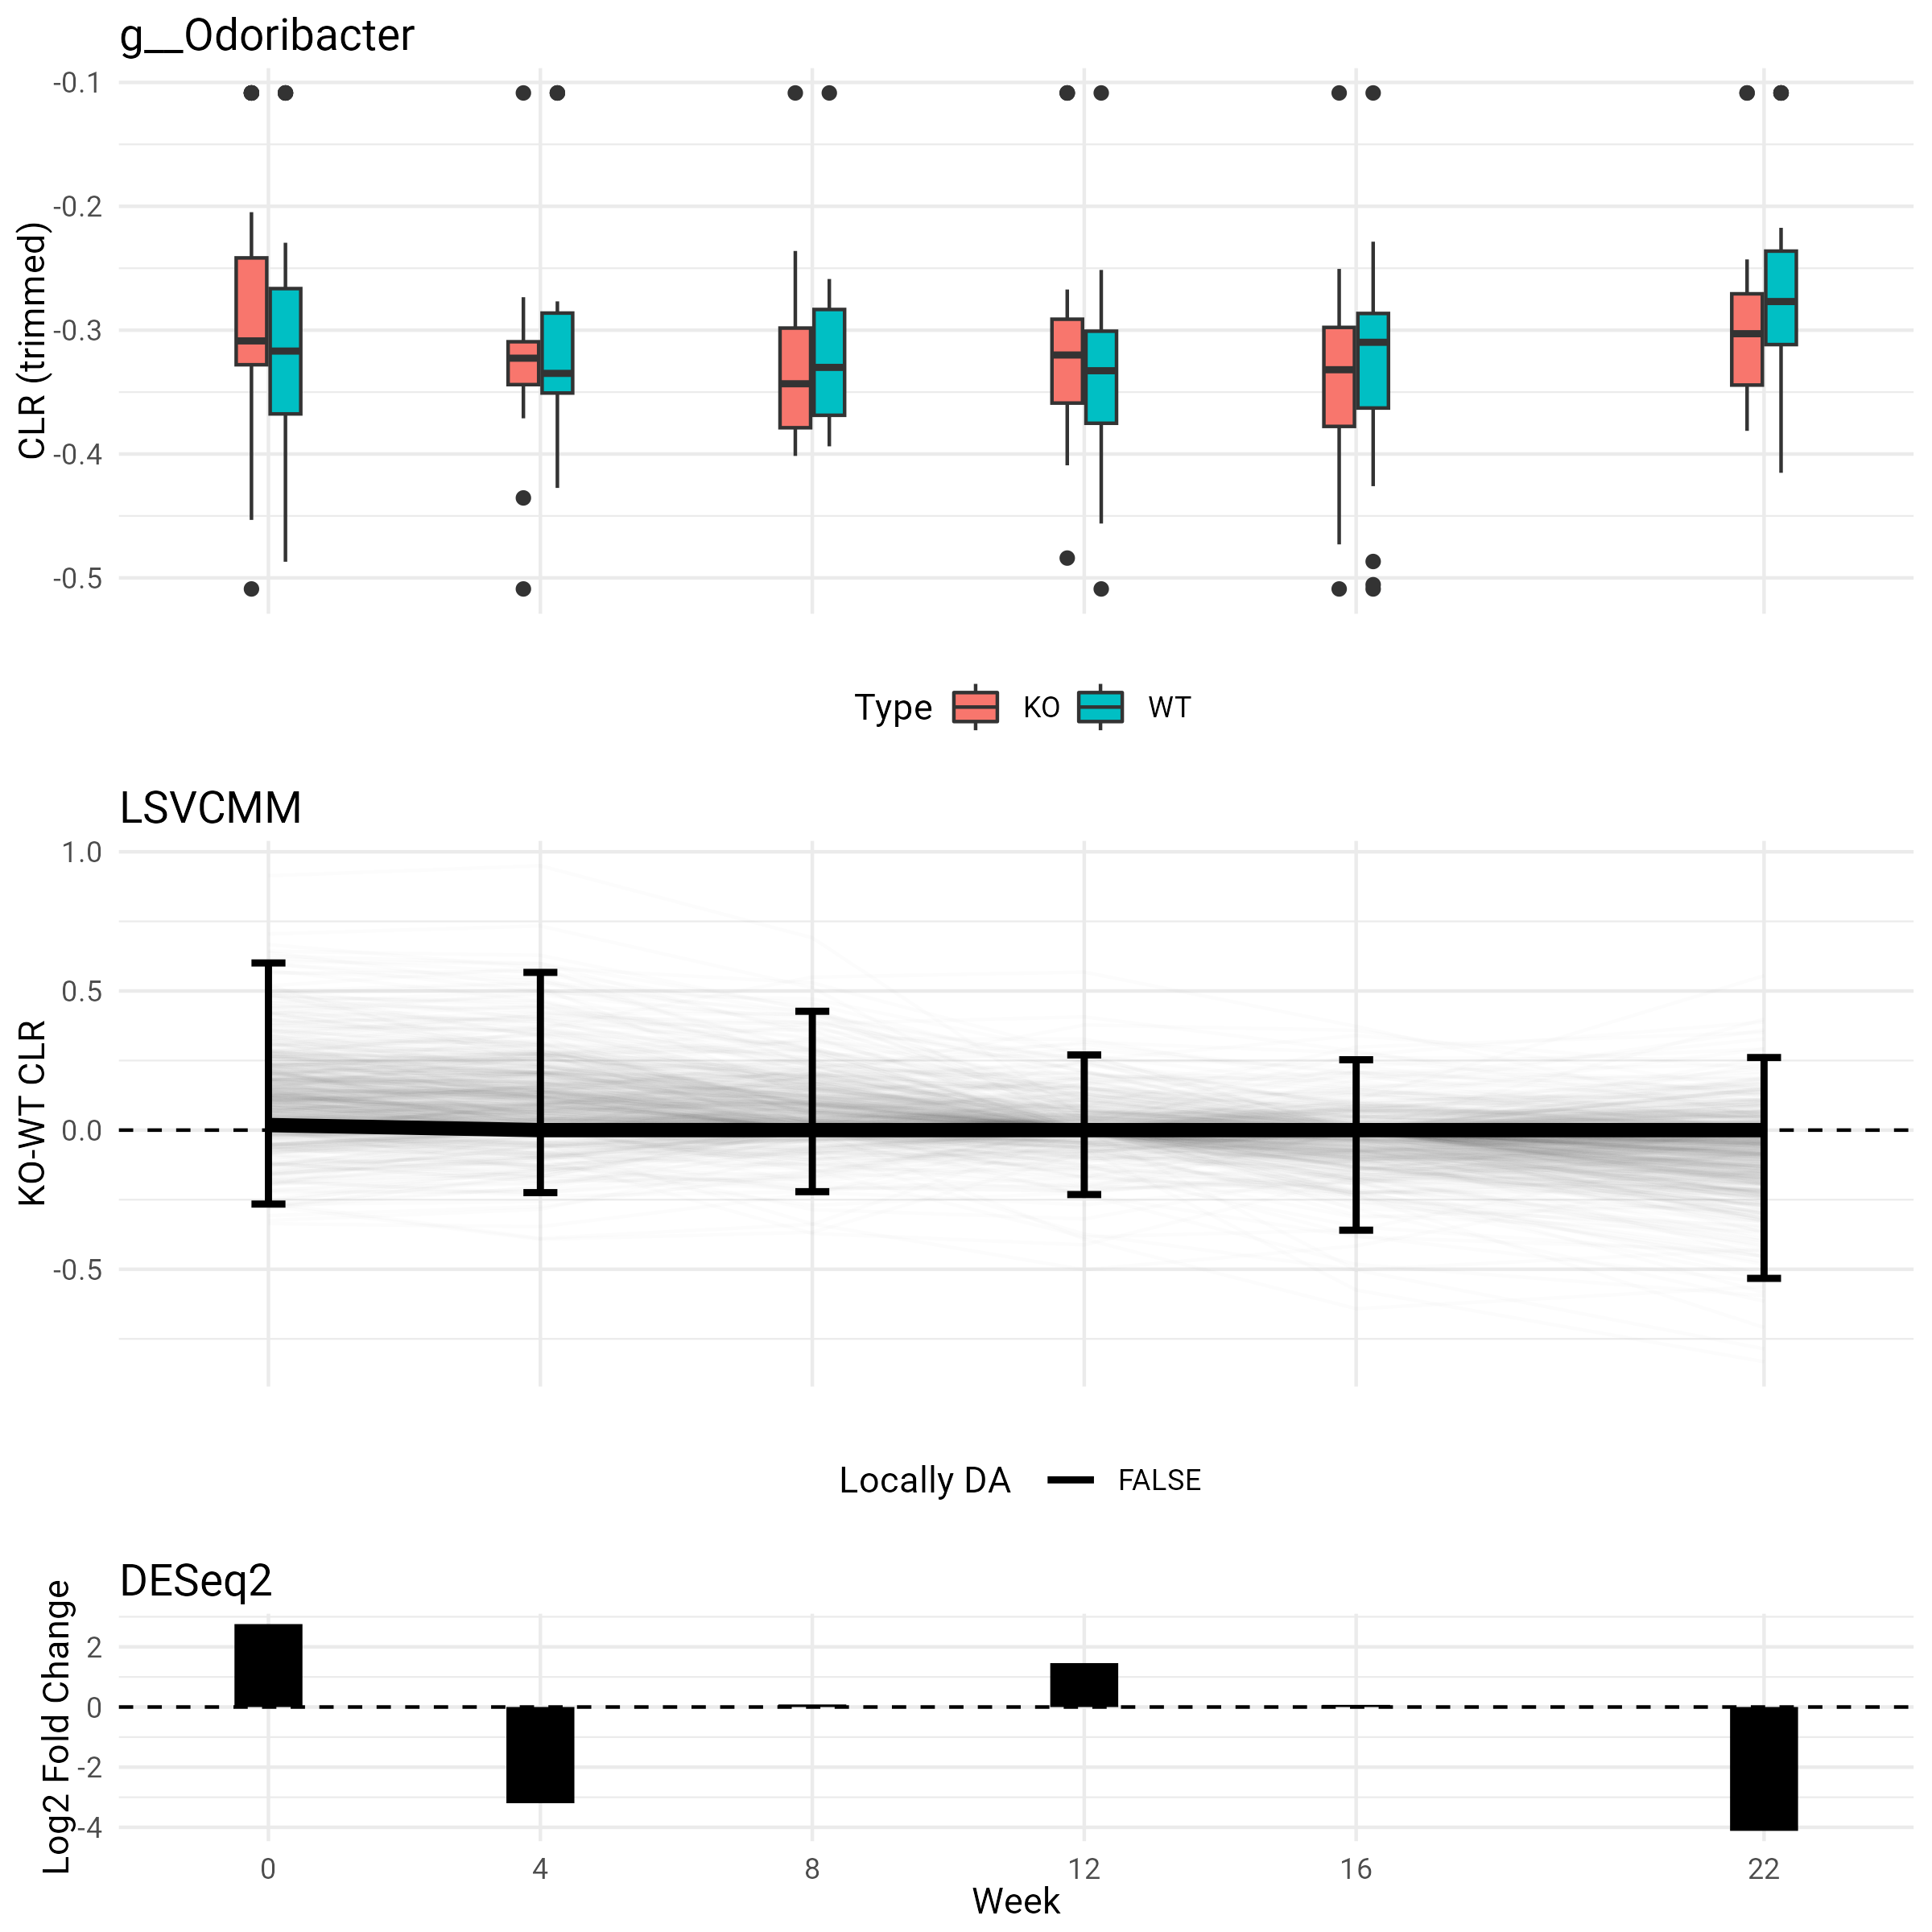 g__Odoribacter
CLR (trimmed)
-0.1
-0.2
-0.3
-0.4
-0.5
Type KO WT
LSVCMM
KO-WT CLR
1.0
0.5
0.0
-0.5
Locally DA FALSE
DESeq2
Log2 Fold Change
2
0
-2
-4
0 4 8 12 16 22
Week